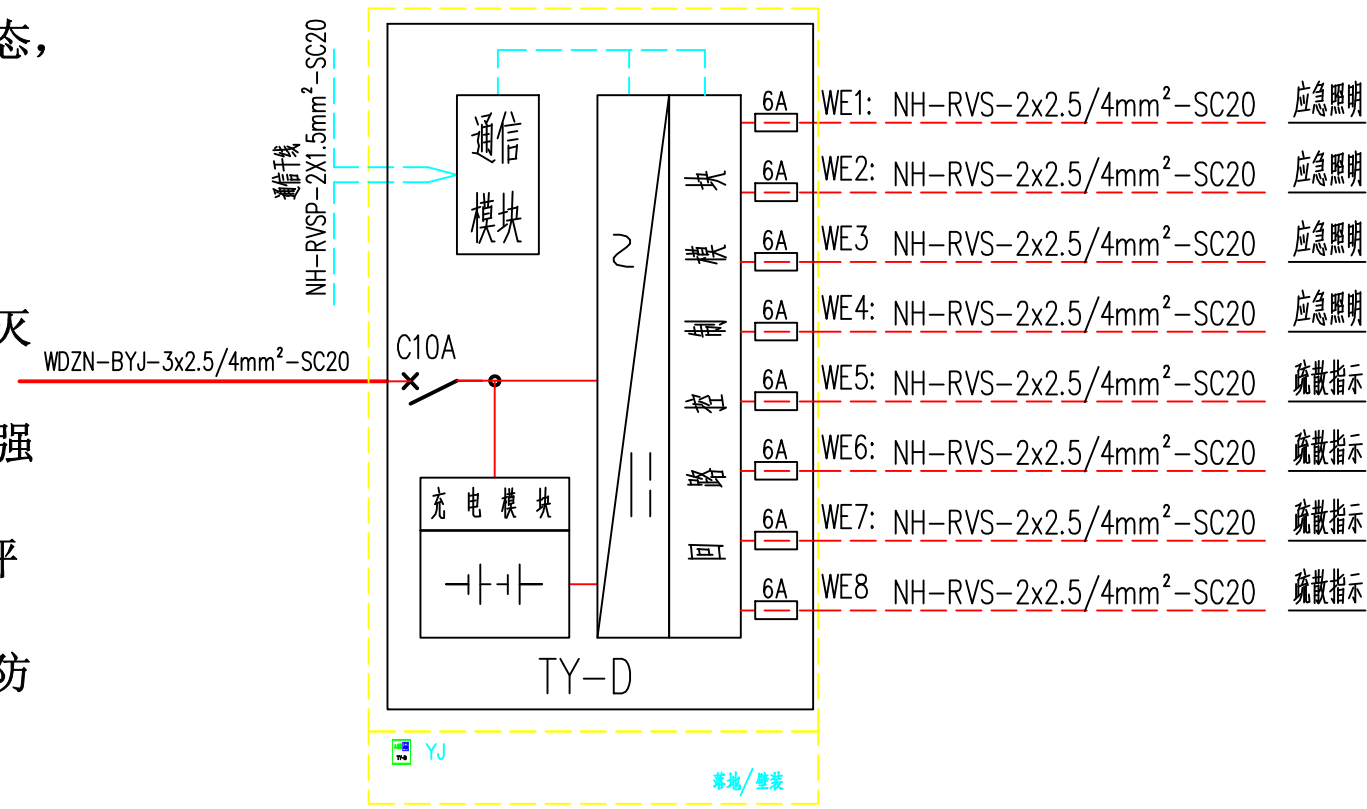 态，
灭
强
平
防
通信干线
NH-RVSP-2X1.5mm²-SC20
WDZN-BYJ-3x2.5/4mm²-SC20
通信
模块
C10A
充电模块
回路控制模块
TY-D
6A WE1: NH-RVS-2x2.5/4mm²-SC20 应急照明
6A WE2: NH-RVS-2x2.5/4mm²-SC20 应急照明
6A WE3 NH-RVS-2x2.5/4mm²-SC20 应急照明
6A WE4: NH-RVS-2x2.5/4mm²-SC20 应急照明
6A WE5: NH-RVS-2x2.5/4mm²-SC20 疏散指示
6A WE6: NH-RVS-2x2.5/4mm²-SC20 疏散指示
6A WE7: NH-RVS-2x2.5/4mm²-SC20 疏散指示
6A WE8 NH-RVS-2x2.5/4mm²-SC20 疏散指示
YJ
落地/壁装